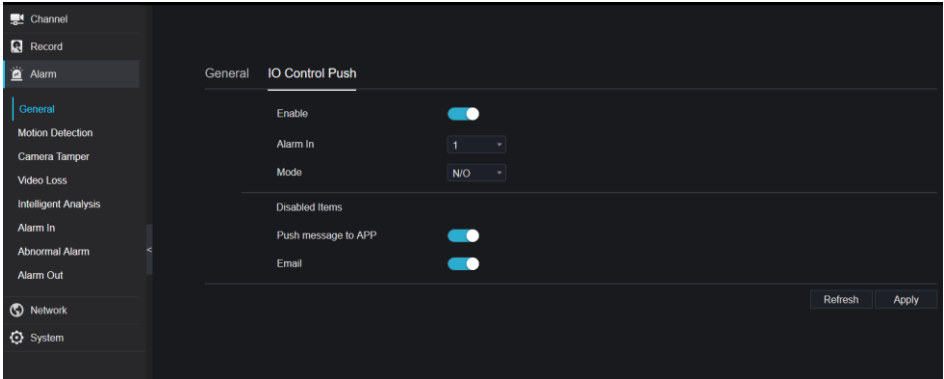 Channel
Record
Alarm
General
Motion Detection
Camera Tamper
Video Loss
Intelligent Analysis
Alarm In
Abnormal Alarm
Alarm Out
Network
System
<
General IO Control Push
Enable
Alarm In 1
Mode N/O
Disabled Items
Push message to APP
Email
Refresh Apply